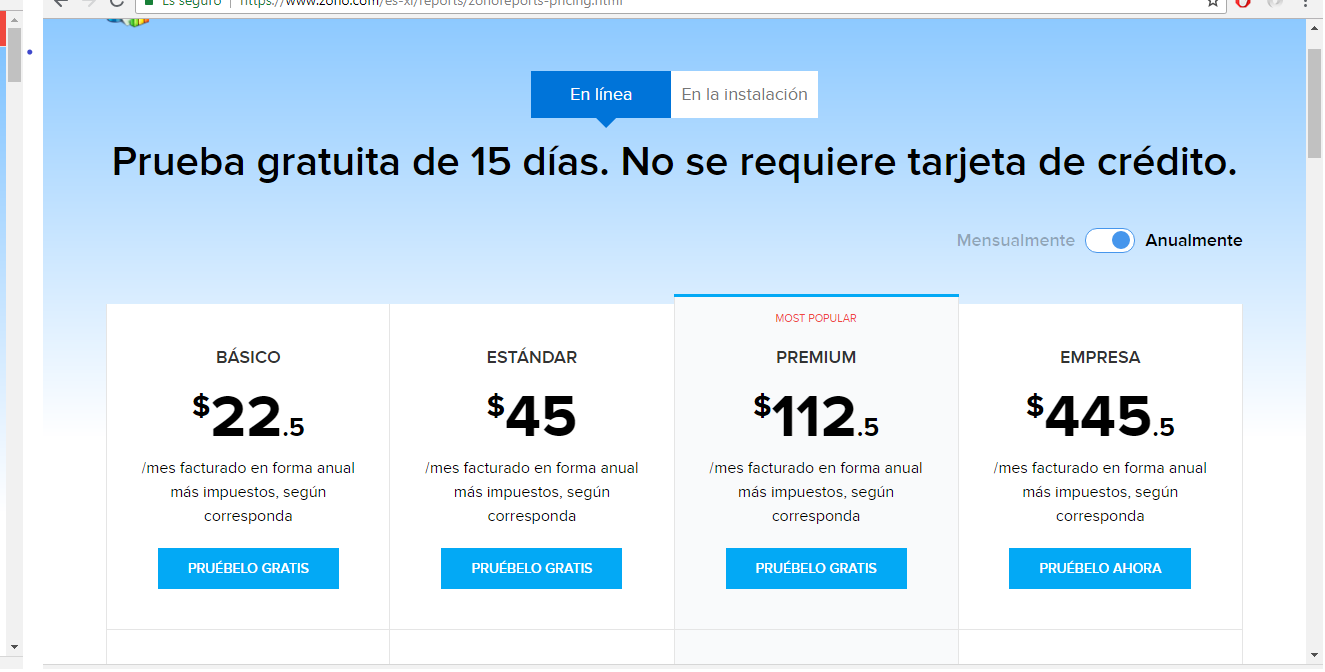 Es seguro | https://www.zoho.com/es-xl/reports/zohoreports-pricing.html
En línea En la instalación
Prueba gratuita de 15 días. No se requiere tarjeta de crédito.
Mensualmente Anualmente
MOST POPULAR
BÁSICO ESTÁNDAR PREMIUM EMPRESA
$22.5 $45 $112.5 $445.5
/mes facturado en forma anual /mes facturado en forma anual /mes facturado en forma anual /mes facturado en forma anual
más impuestos, según más impuestos, según más impuestos, según más impuestos, según
corresponda corresponda corresponda corresponda
PRUÉBELO GRATIS PRUÉBELO GRATIS PRUÉBELO GRATIS PRUÉBELO AHORA